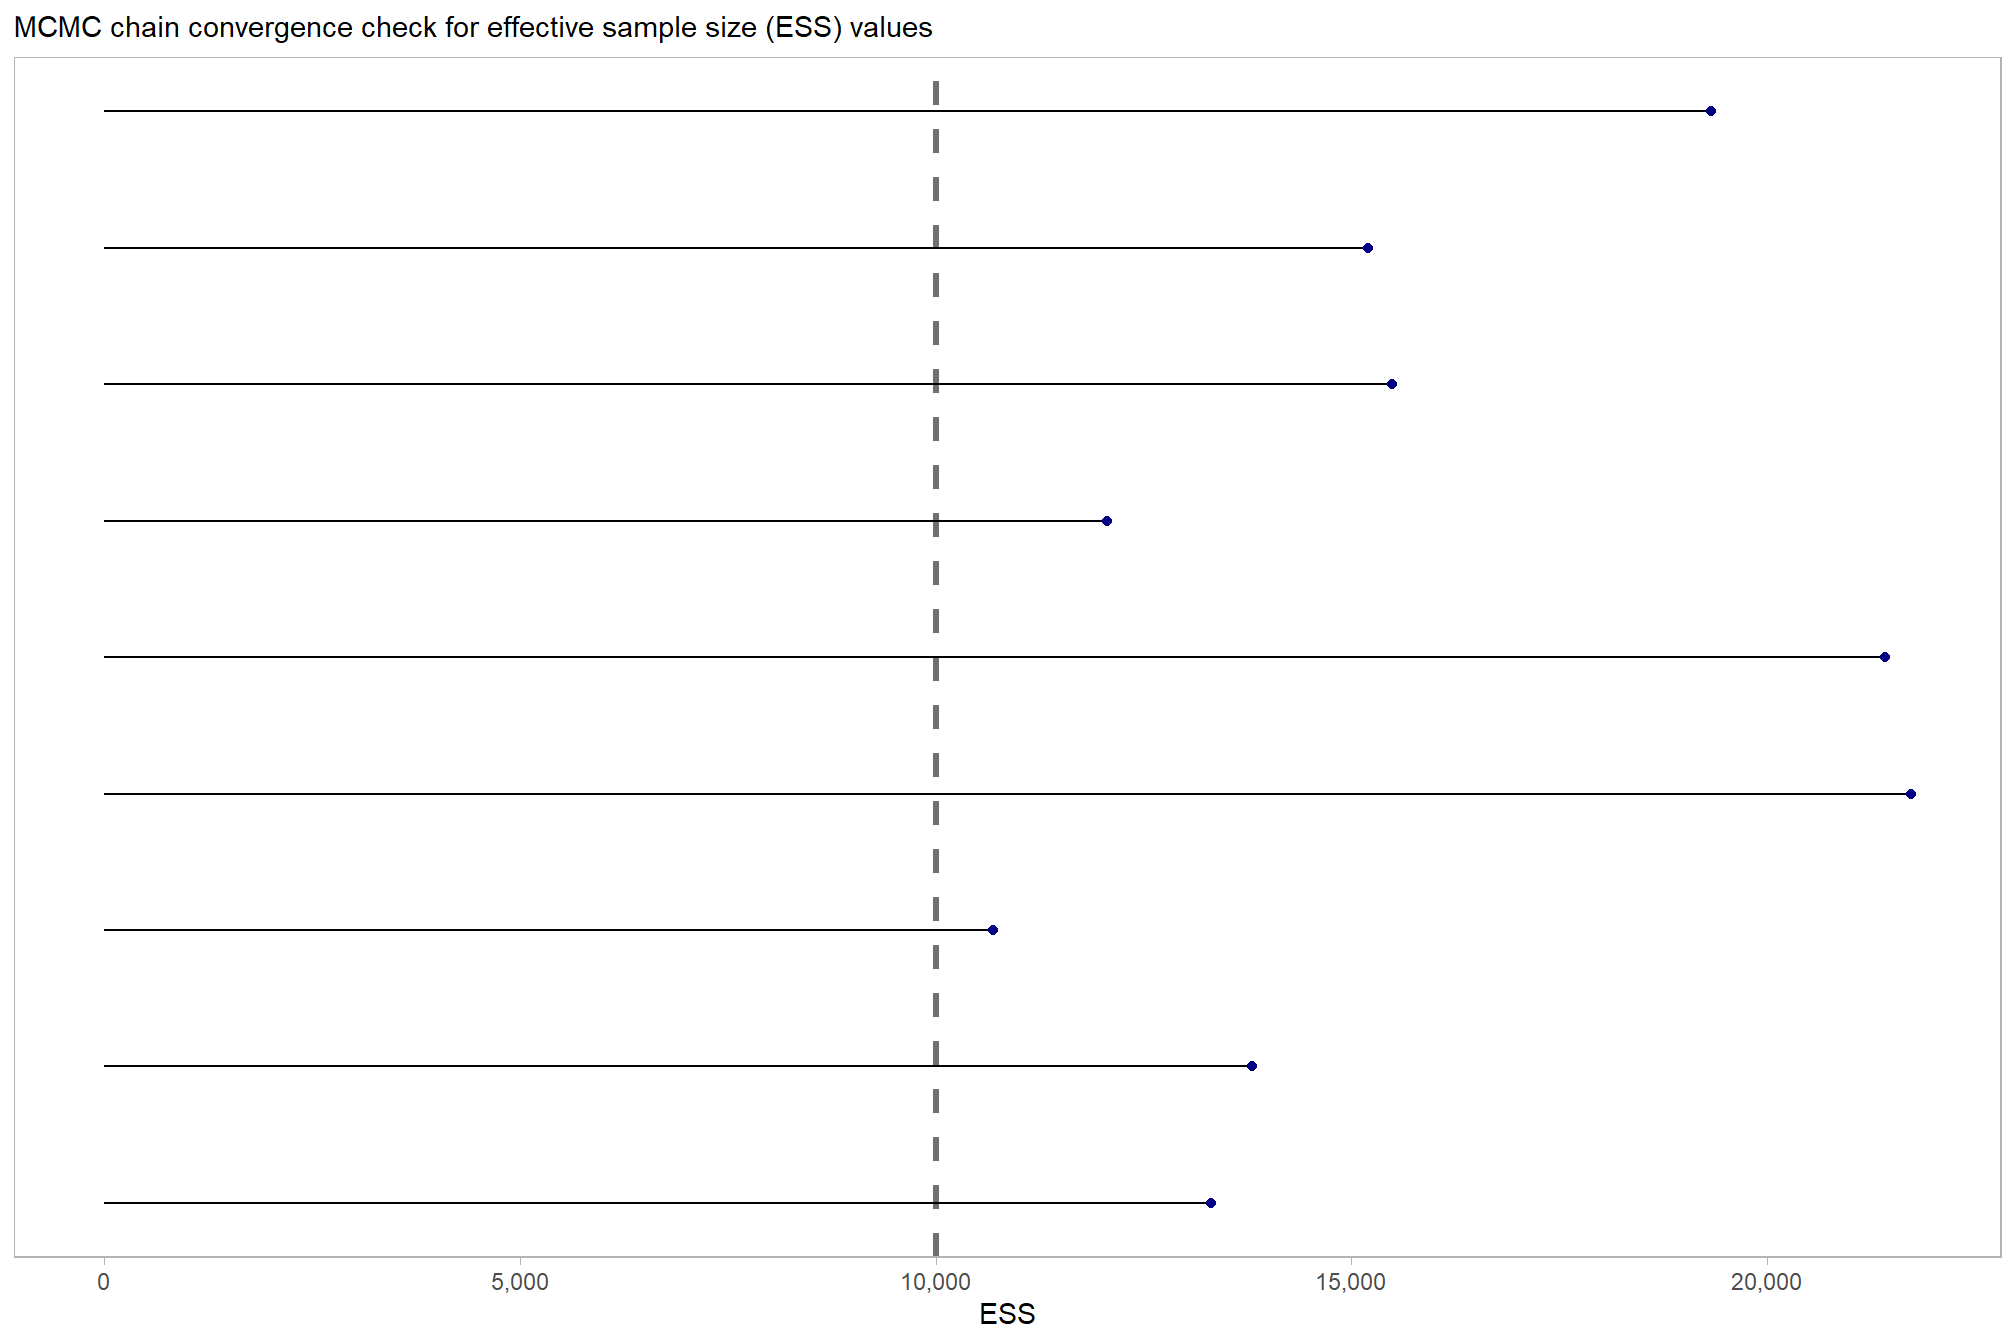 MCMC chain convergence check for effective sample size (ESS) values
0 5,000 10,000 15,000 20,000
ESS